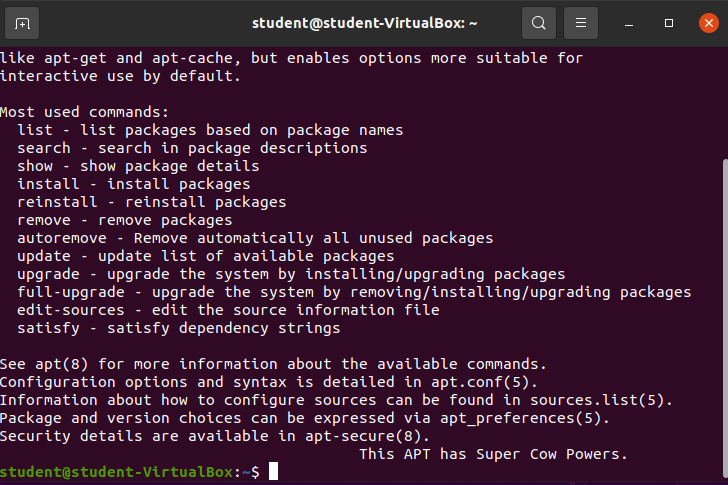 student@student-VirtualBox: ~
like apt-get and apt-cache, but enables options more suitable for
interactive use by default.
Most used commands:
list - list packages based on package names
search - search in package descriptions
show - show package details
install - install packages
reinstall - reinstall packages
remove - remove packages
autoremove - Remove automatically all unused packages
update - update list of available packages
upgrade - upgrade the system by installing/upgrading packages
full-upgrade - upgrade the system by removing/installing/upgrading packages
edit-sources - edit the source information file
satisfy - satisfy dependency strings
See apt(8) for more information about the available commands.
Configuration options and syntax is detailed in apt.conf(5).
Information about how to configure sources can be found in sources.list(5).
Package and version choices can be expressed via apt_preferences(5).
Security details are available in apt-secure(8).
This APT has Super Cow Powers.
student@student-VirtualBox:~$